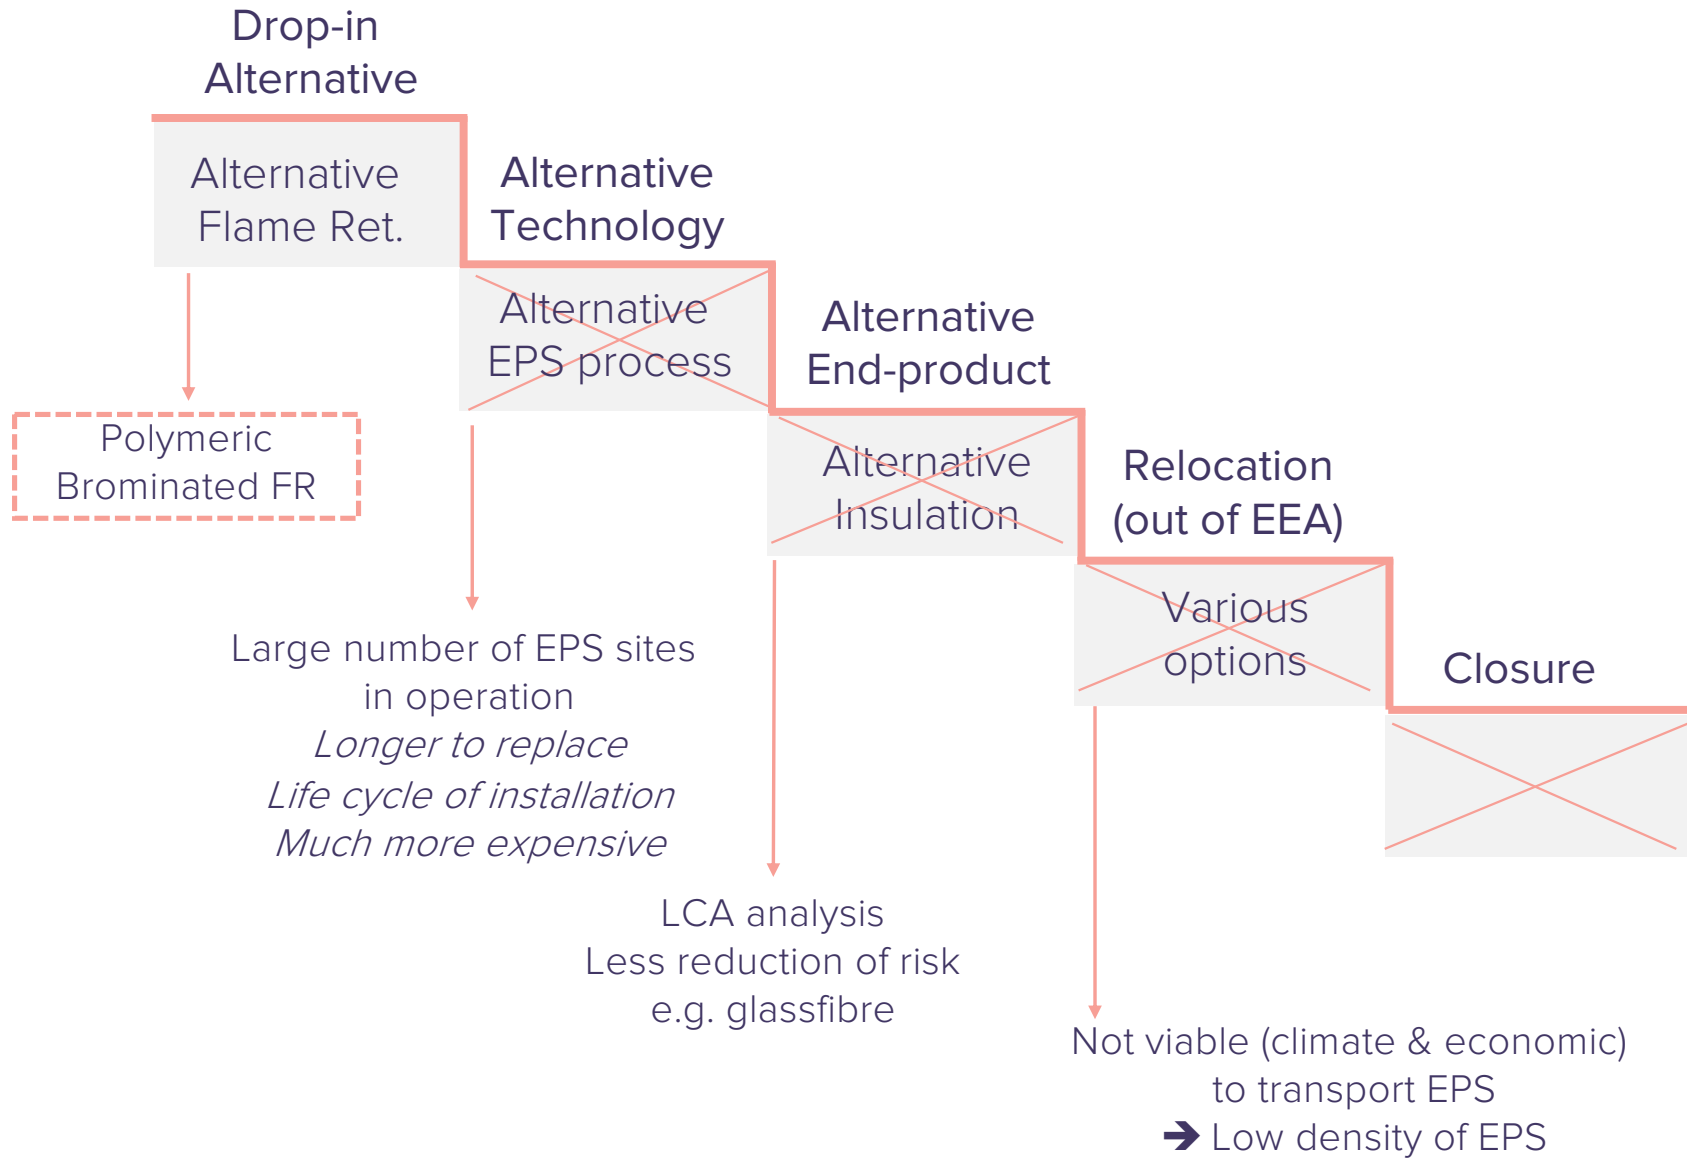 Drop-in
Alternative
Alternative
Flame Ret.
Polymeric
Brominated FR
Alternative
Technology
Alternative
EPS process
Large number of EPS sites
in operation
Longer to replace
Life cycle of installation
Much more expensive
Alternative
End-product
Alternative
Insulation
LCA analysis
Less reduction of risk
e.g. glassfibre
Relocation
(out of EEA)
Various
options
Not viable (climate & economic)
to transport EPS
➔ Low density of EPS
Closure